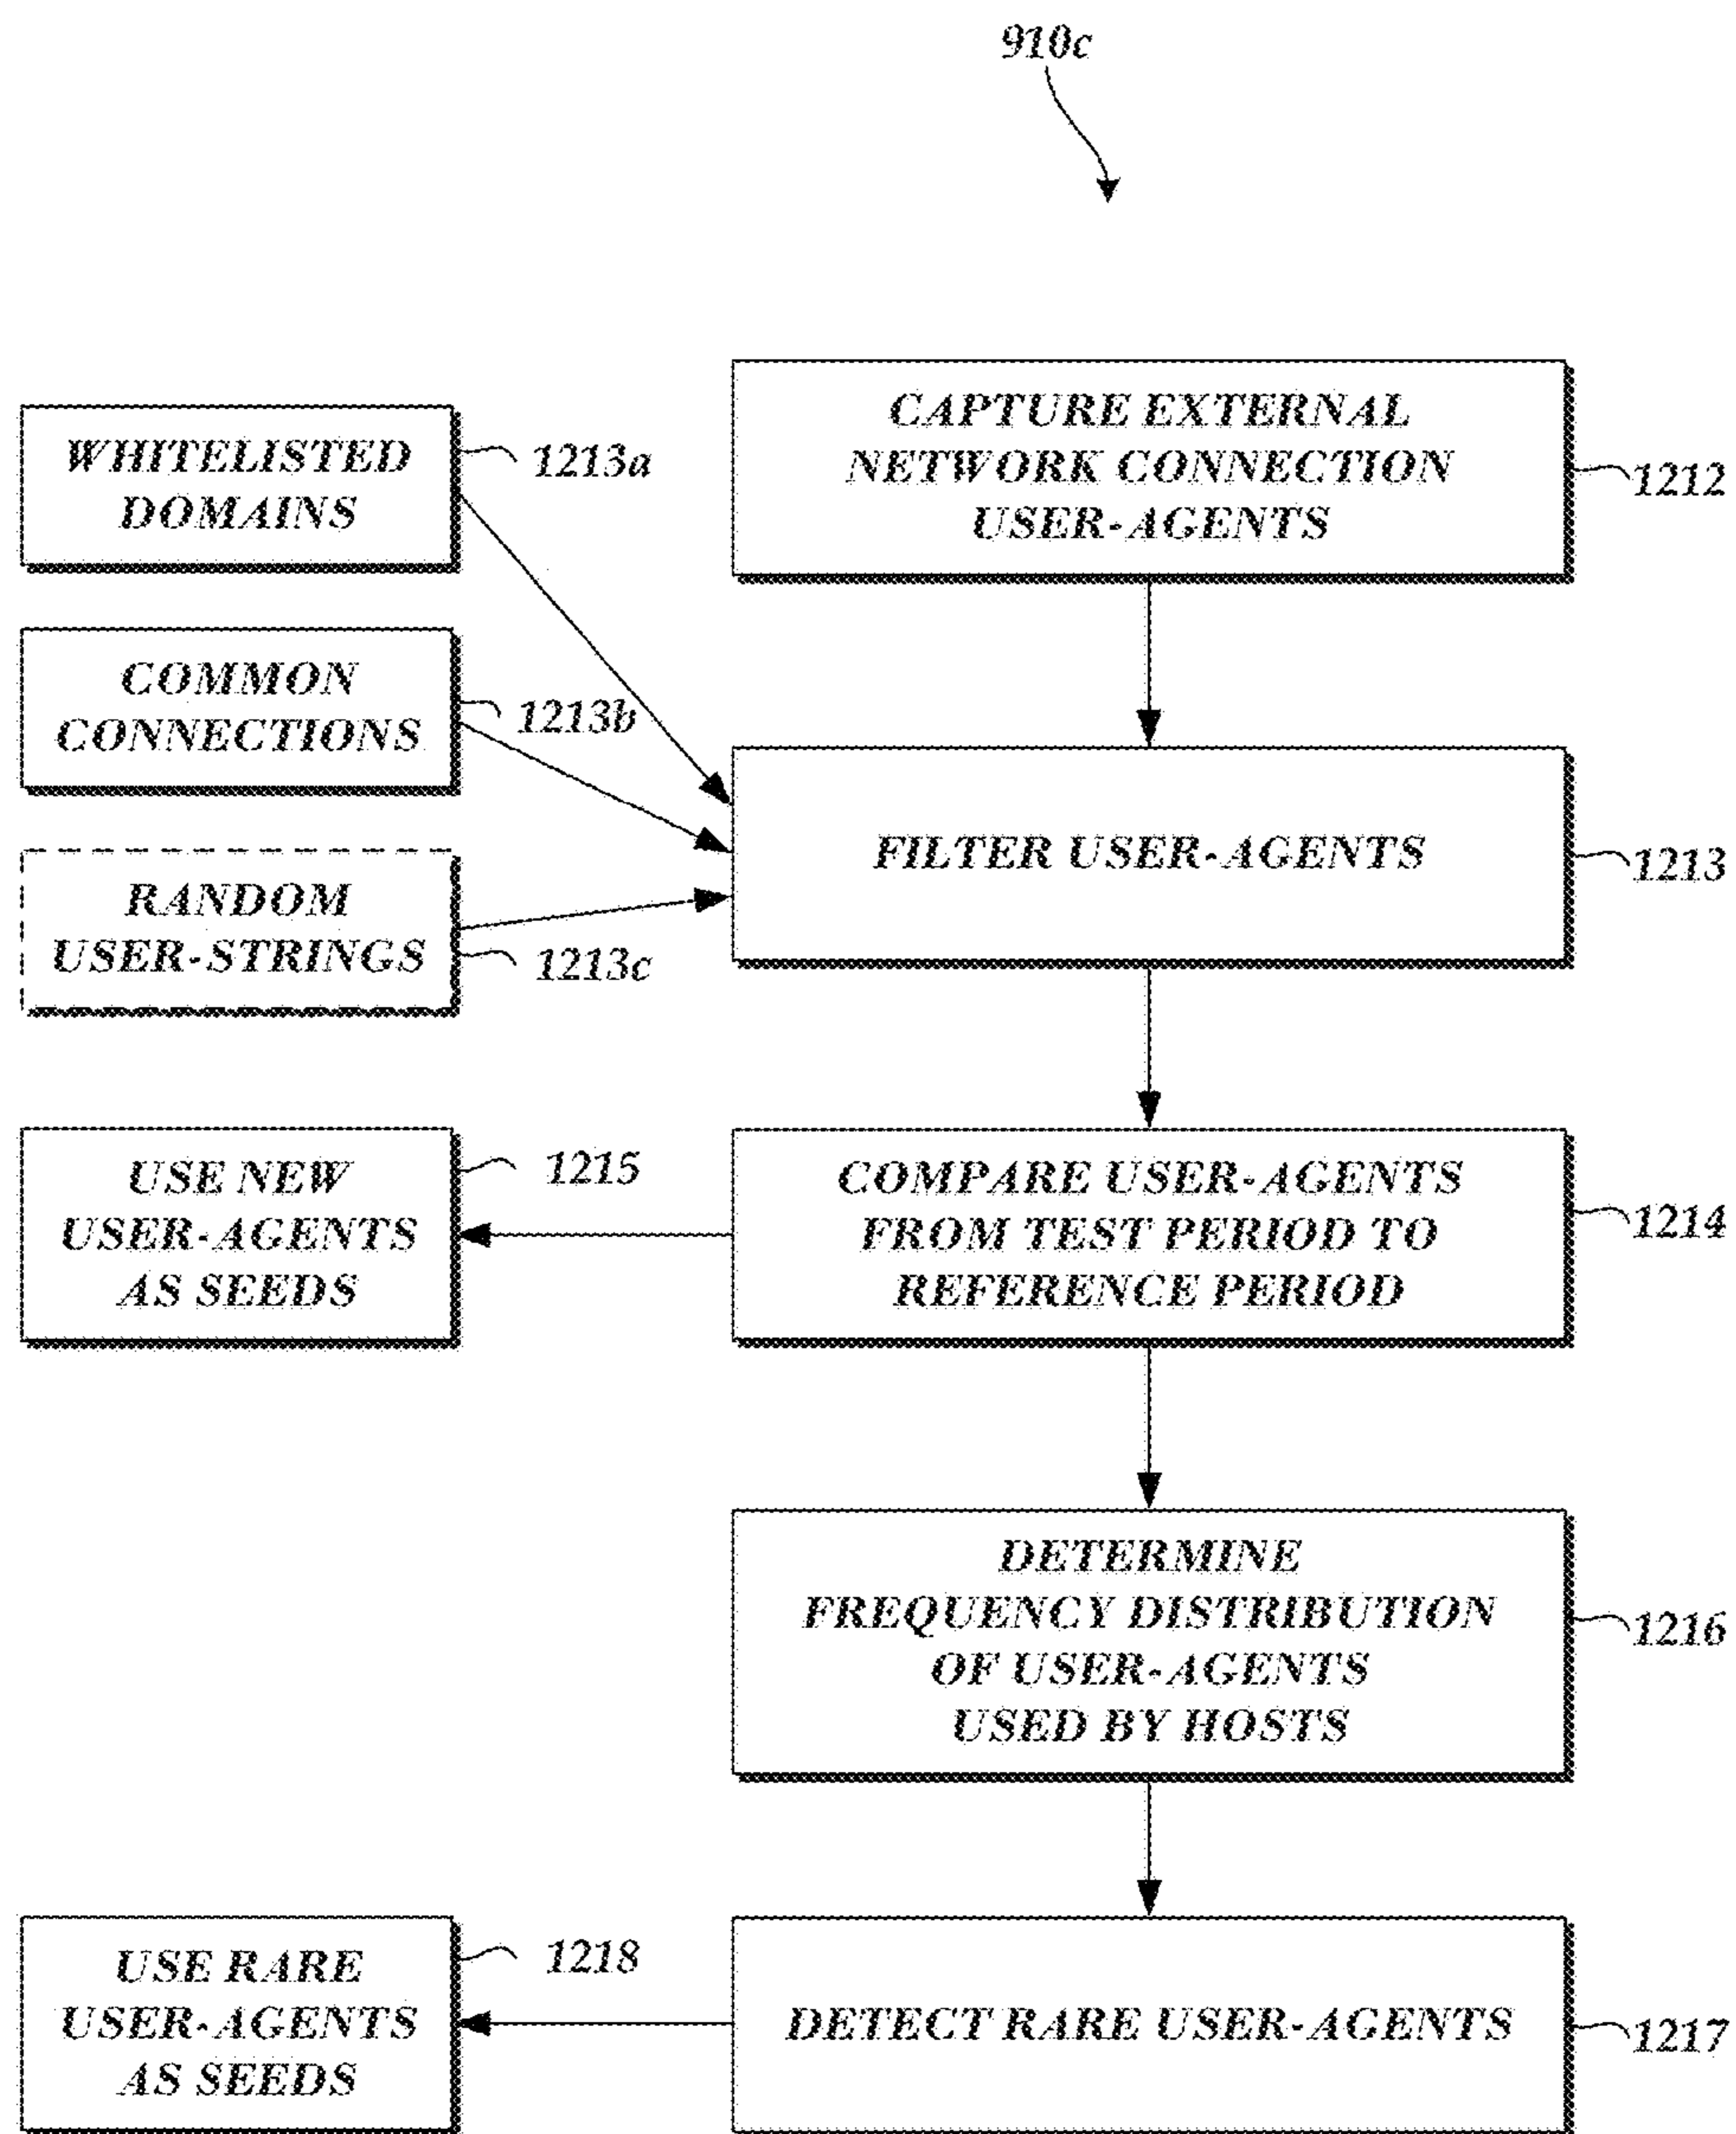 910c
WHITELISTED
DOMAINS
1213a
CAPTURE EXTERNAL
NETWORK CONNECTION
USER-AGENTS
1212
COMMON
CONNECTIONS
1213b
FILTER USER-AGENTS
1213
RANDOM
USER-STRINGS
1213c
USE NEW
USER-AGENTS
AS SEEDS
1215
COMPARE USER-AGENTS
FROM TEST PERIOD TO
REFERENCE PERIOD
1214
DETERMINE
FREQUENCY DISTRIBUTION
OF USER-AGENTS
USED BY HOSTS
1216
USE RARE
USER-AGENTS
AS SEEDS
1218
DETECT RARE USER-AGENTS
1217